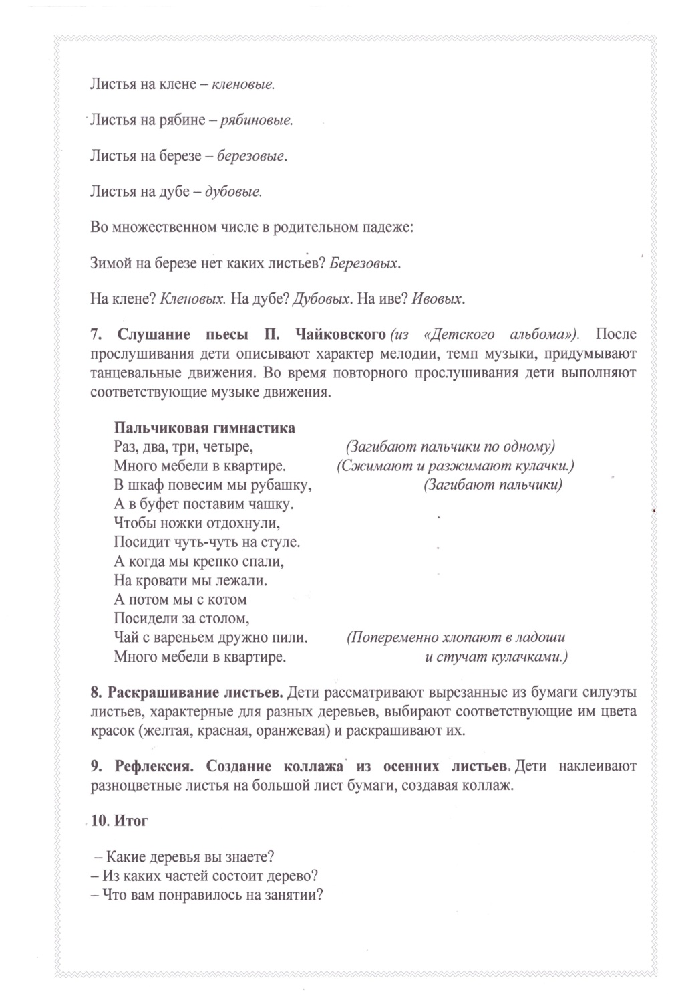 Листья на клене – кленовые.
Листья на рябине – рябиновые.
Листья на березе – березовые.
Листья на дубе – дубовые.
Во множественном числе в родительном падеже:
Зимой на березе нет каких листьев? Березовых.
На клене? Кленовых. На дубе? Дубовых. На иве? Ивовых.
7. Слушание пьесы П. Чайковского (из «Детского альбома»). После
прослушивания дети описывают характер мелодии, темп музыки, придумывают
танцевальные движения. Во время повторного прослушивания дети выполняют
соответствующие музыке движения.
Пальчиковая гимнастика
Раз, два, три, четыре, (Загибают пальчики по одному)
Много мебели в квартире. (Сжимают и разжимают кулачки.)
В шкаф повесим мы рубашку, (Загибают пальчики)
А в буфет поставим чашку.
Чтобы ножки отдохнули,
Посидит чуть-чуть на стуле.
А когда мы крепко спали,
На кровати мы лежали.
А потом мы с котом
Посидели за столом,
Чай с вареньем дружно пили. (Попеременно хлопают в ладоши
Много мебели в квартире. и стучат кулачками.)
8. Раскрашивание листьев. Дети рассматривают вырезанные из бумаги силуэты
листьев, характерные для разных деревьев, выбирают соответствующие им цвета
красок (желтая, красная, оранжевая) и раскрашивают их.
9. Рефлексия. Создание коллажа из осенних листьев. Дети наклеивают
разноцветные листья на большой лист бумаги, создавая коллаж.
10. Итог
– Какие деревья вы знаете?
– Из каких частей состоит дерево?
– Что вам понравилось на занятии?